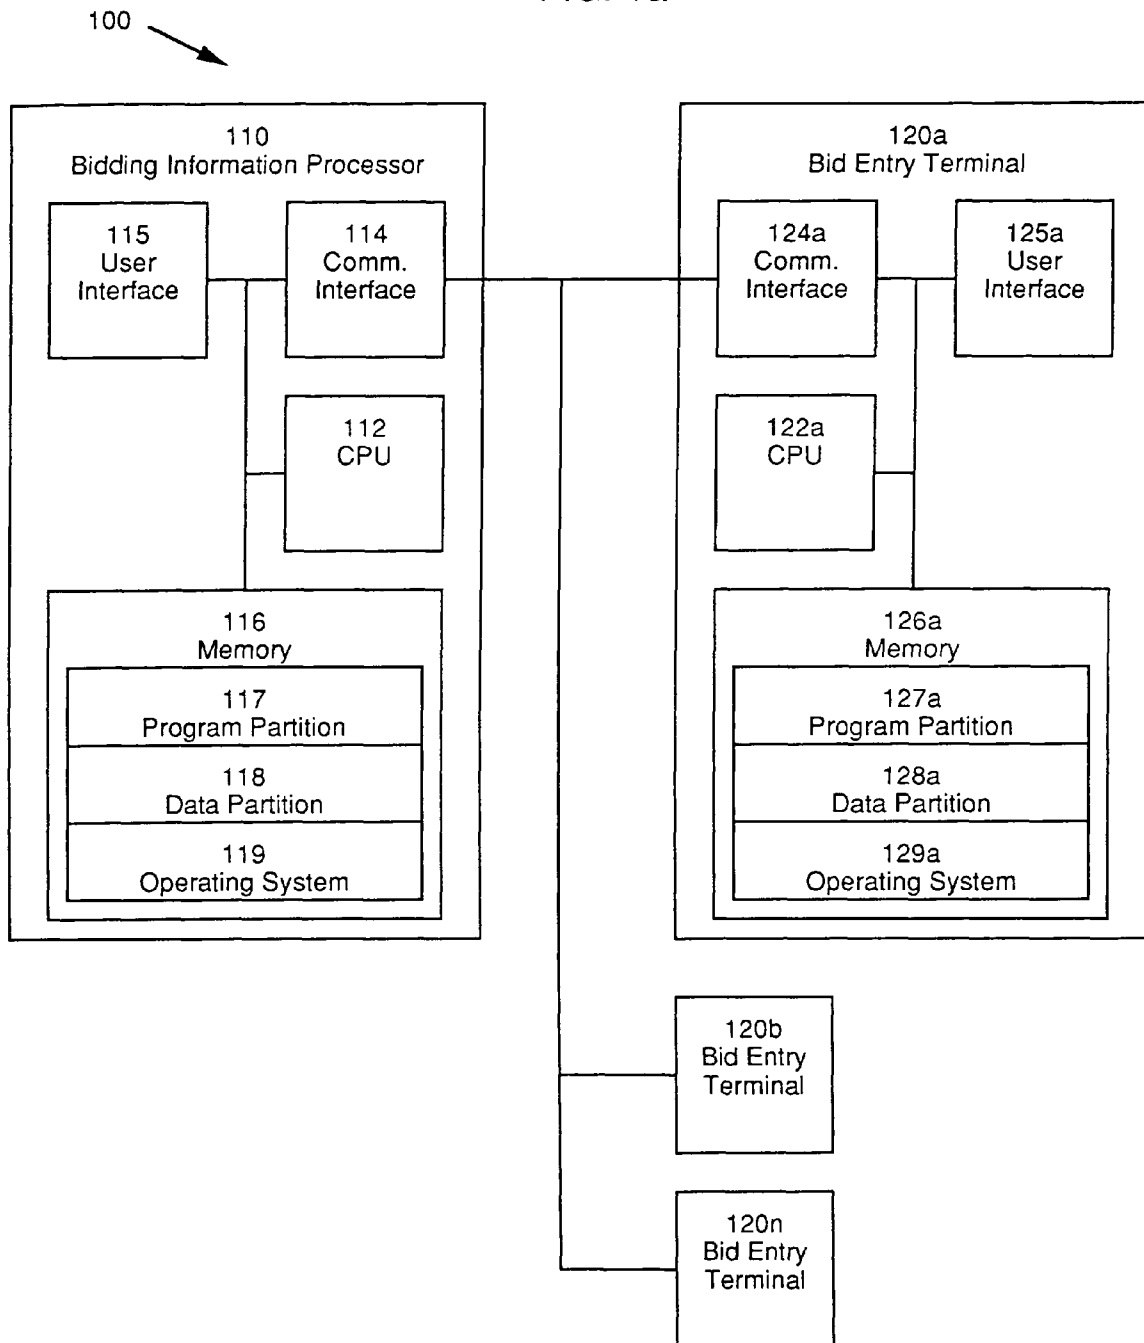 100
110
Bidding Information Processor
115
User
Interface
114
Comm.
Interface
112
CPU
116
Memory
117
Program Partition
118
Data Partition
119
Operating System
120a
Bid Entry Terminal
124a
Comm.
Interface
125a
User
Interface
122a
CPU
126a
Memory
127a
Program Partition
128a
Data Partition
129a
Operating System
120b
Bid Entry
Terminal
120n
Bid Entry
Terminal